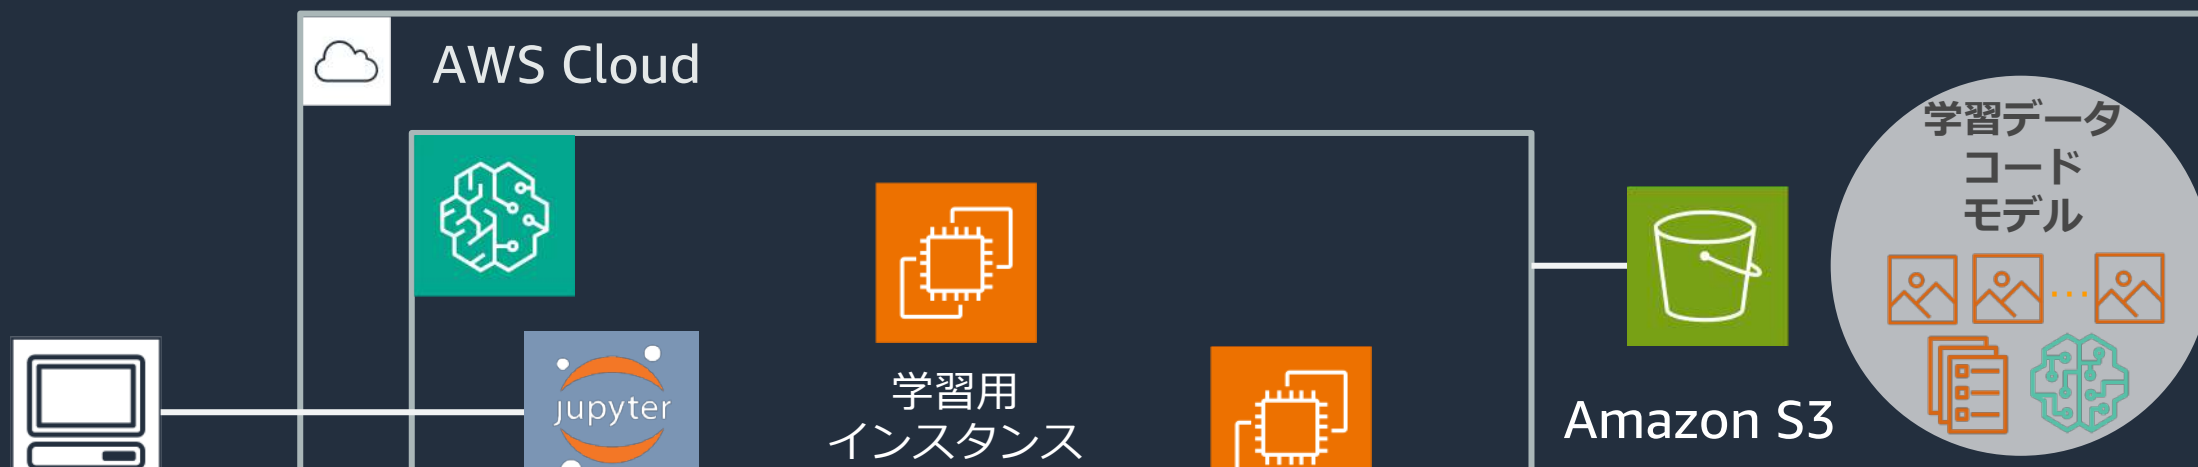 AWS Cloud
学習データ
コード
モデル
jupyter
学習用
インスタンス
Amazon S3